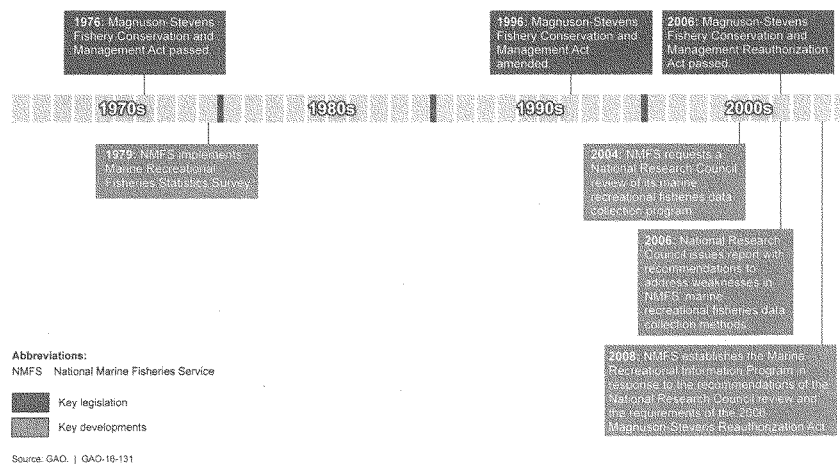 1976: Magnuson-Stevens
Fishery Conservation and
Management Act passed
1996: Magnuson-Stevens
Fishery Conservation and
Management Act
amended
2006: Magnuson-Stevens
Fishery Conservation and
Management Reauthorization
Act passed
1970s
1980s
1990s
2000s
1979: NMFS implements
Marine Recreational
Fisheries Statistics Survey
2004: NMFS requests a
National Research Council
review of its marine
recreational fisheries data
collection program
2006: National Research
Council issues report with
recommendations to
address weaknesses in
NMFS' marine
recreational fisheries data
collection methods
2008: NMFS establishes the Marine
Recreational Information Program in
response to the recommendations of the
National Research Council review and
the requirements of the 2006
Magnuson-Stevens Reauthorization Act
Abbreviations:
NMFS National Marine Fisheries Service
Key legislation
Key developments
Source: GAO. | GAO-16-131